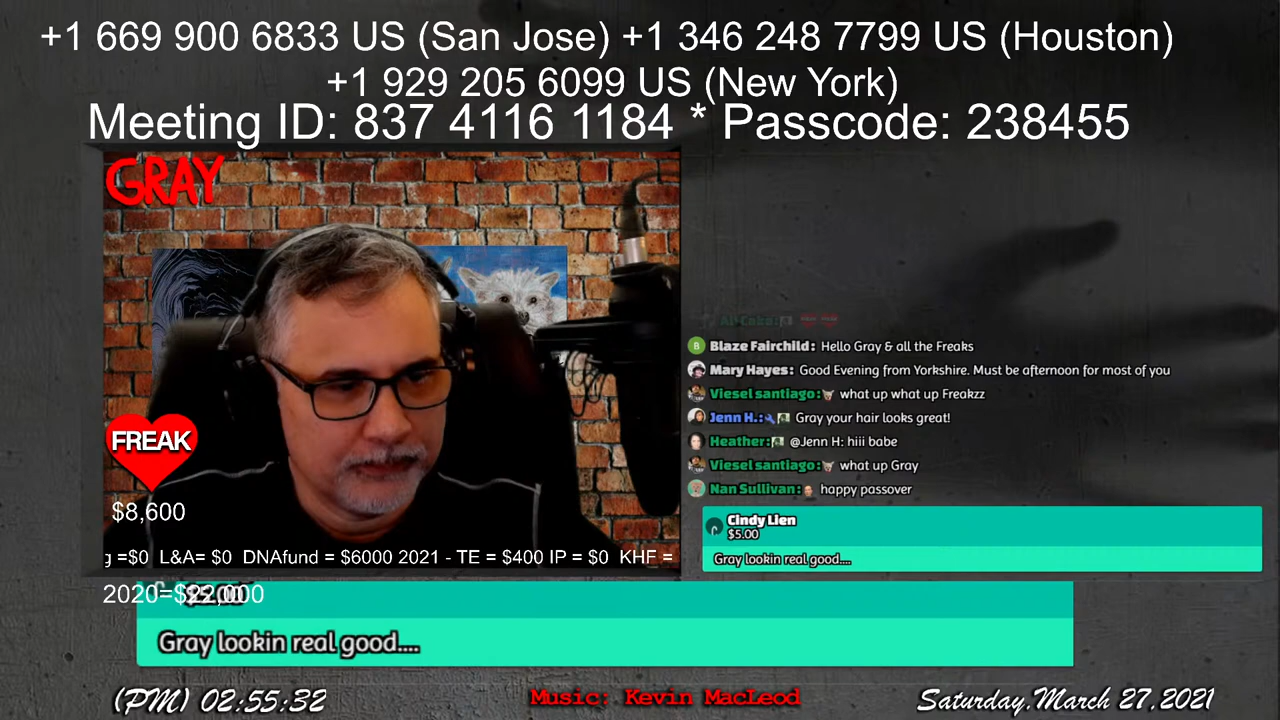 +1 669 900 6833 US (San Jose) +1 346 248 7799 US (Houston)
+1 929 205 6099 US (New York)
Meeting ID: 837 4116 1184 * Passcode: 238455
GRAY
FREAK
$8,600
g =$0 L&A= $0 DNAfund = $6000 2021 - TE = $400 IP = $0 KHF =
2020=$22,000
Gray lookin real good....
Blaze Fairchild: Hello Gray & all the Freaks
Mary Hayes: Good Evening from Yorkshire. Must be afternoon for most of you
Viesel santiago: what up what up Freakzz
Jenn H.: Gray your hair looks great!
Heather: @Jenn H: hiii babe
Viesel santiago: what up Gray
Nan Sullivan: happy passover
Cindy Lien
$5.00
Gray lookin real good....
(PM) 02:55:32
Music: Kevin MacLeod
Saturday, March 27, 2021